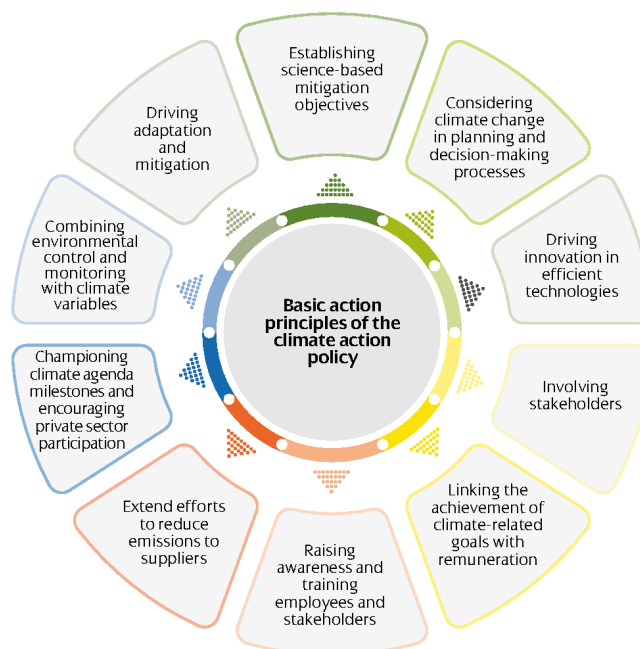 Establishing
science-based
mitigation
objectives
Considering
climate change
in planning and
decision-making
processes
Driving
innovation in
efficient
technologies
Involving
stakeholders
Linking the
achievement of
climate-related
goals with
remuneration
Raising
awareness and
training
employees and
stakeholders
Extend efforts
to reduce
emissions to
suppliers
Championing
climate agenda
milestones and
encouraging
private sector
participation
Combining
environmental
control and
monitoring
with climate
variables
Driving
adaptation
and
mitigation
Basic action
principles of the
climate action
policy